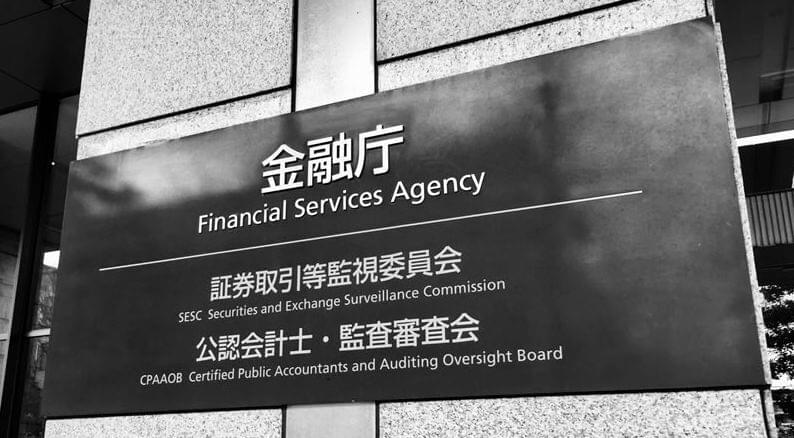 金融庁
Financial Services Agency
証券取引等監視委員会
SESC Securities and Exchange Surveillance Commission
公認会計士・監査審査会
CPAAOB Certified Public Accountants and Auditing Oversight Board